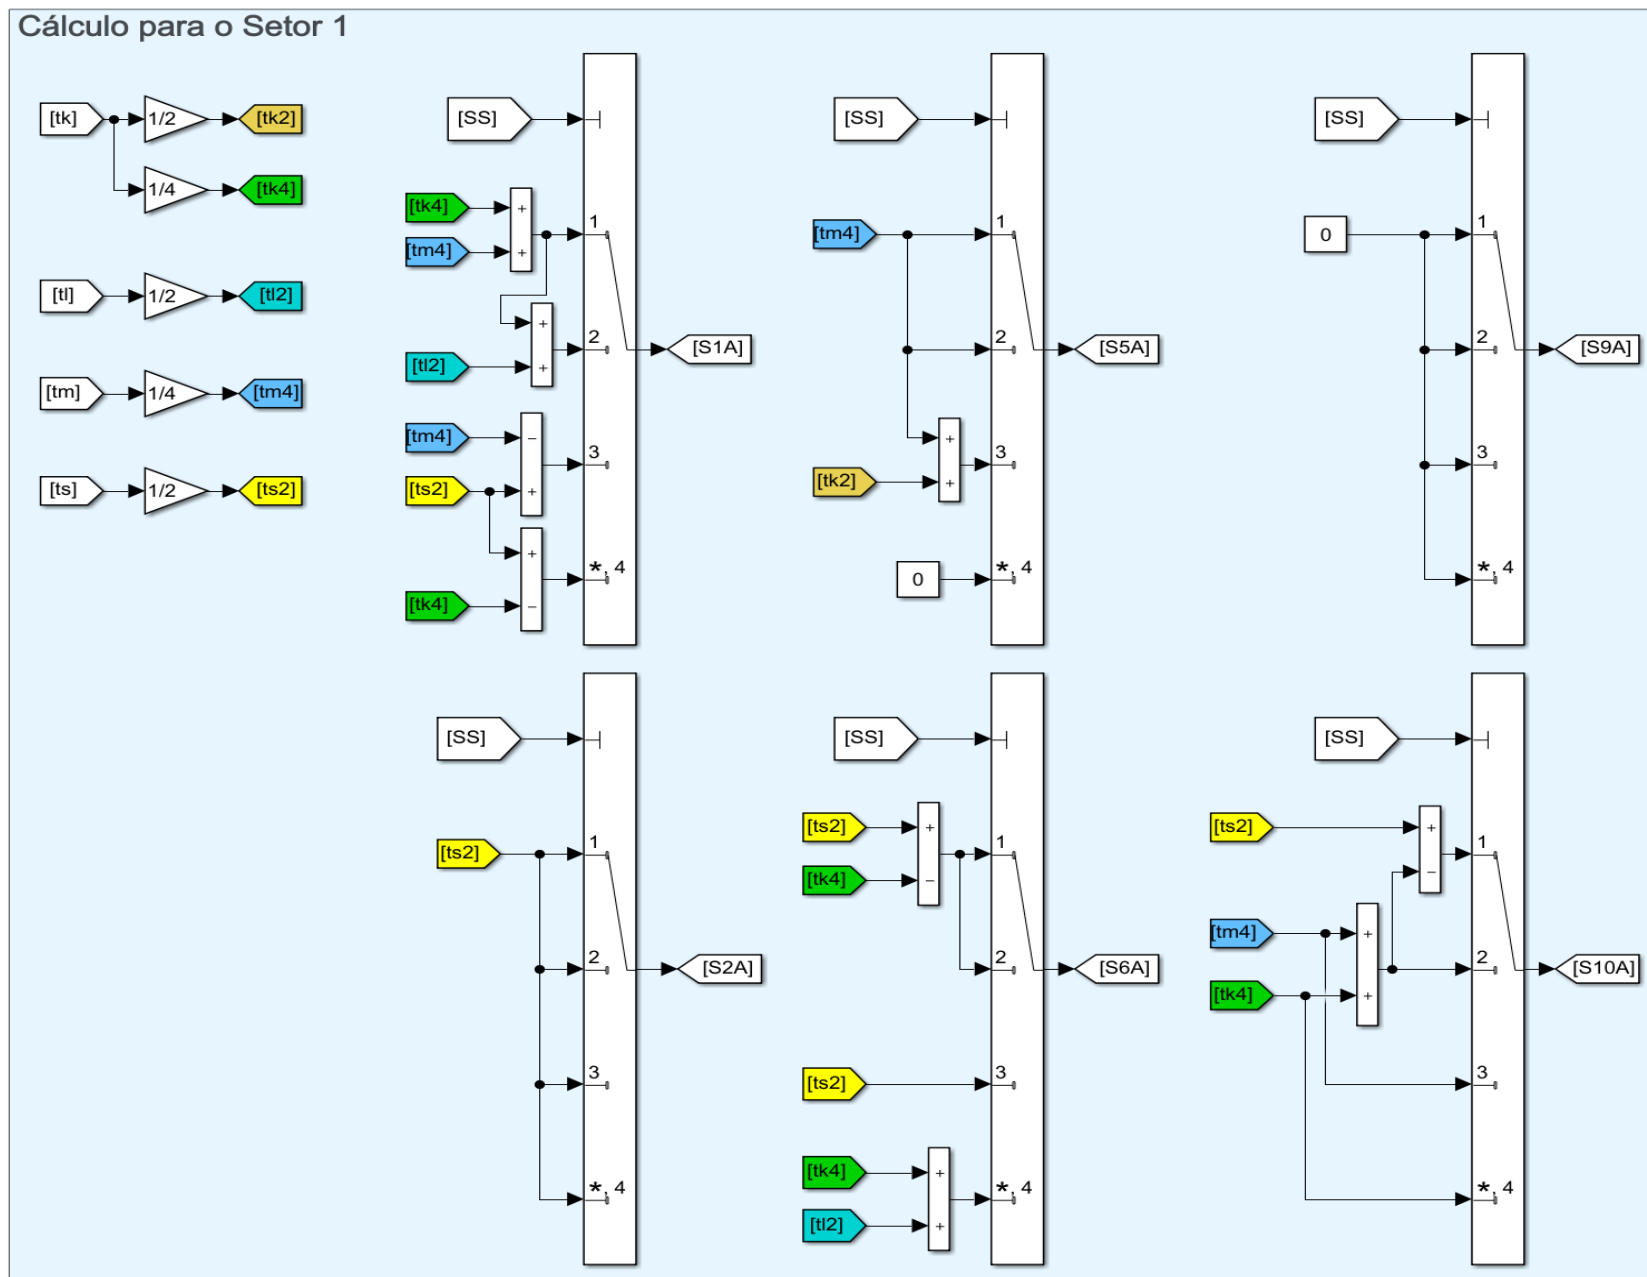 Cálculo para o Setor 1
[tk]
1/2
[tk2]
1/4
[tk4]
[tl]
1/2
[tl2]
[tm]
1/4
[tm4]
[ts]
1/2
[ts2]
[SS]
[tk4]
+
[tm4]
+
1
+
2
[tl2]
+
[S1A]
[tm4]
−
3
[ts2]
+
+
*, 4
[tk4]
−
[SS]
[tm4]
1
2
[S5A]
+
3
[tk2]
+
0
*, 4
[SS]
0
1
2
[S9A]
3
*, 4
[SS]
[ts2]
1
2
[S2A]
3
*, 4
[SS]
[ts2]
+
1
[tk4]
−
2
[S6A]
[ts2]
3
[tk4]
+
*, 4
[tl2]
+
[SS]
[ts2]
+
1
−
[tm4]
+
2
[S10A]
[tk4]
+
3
*, 4